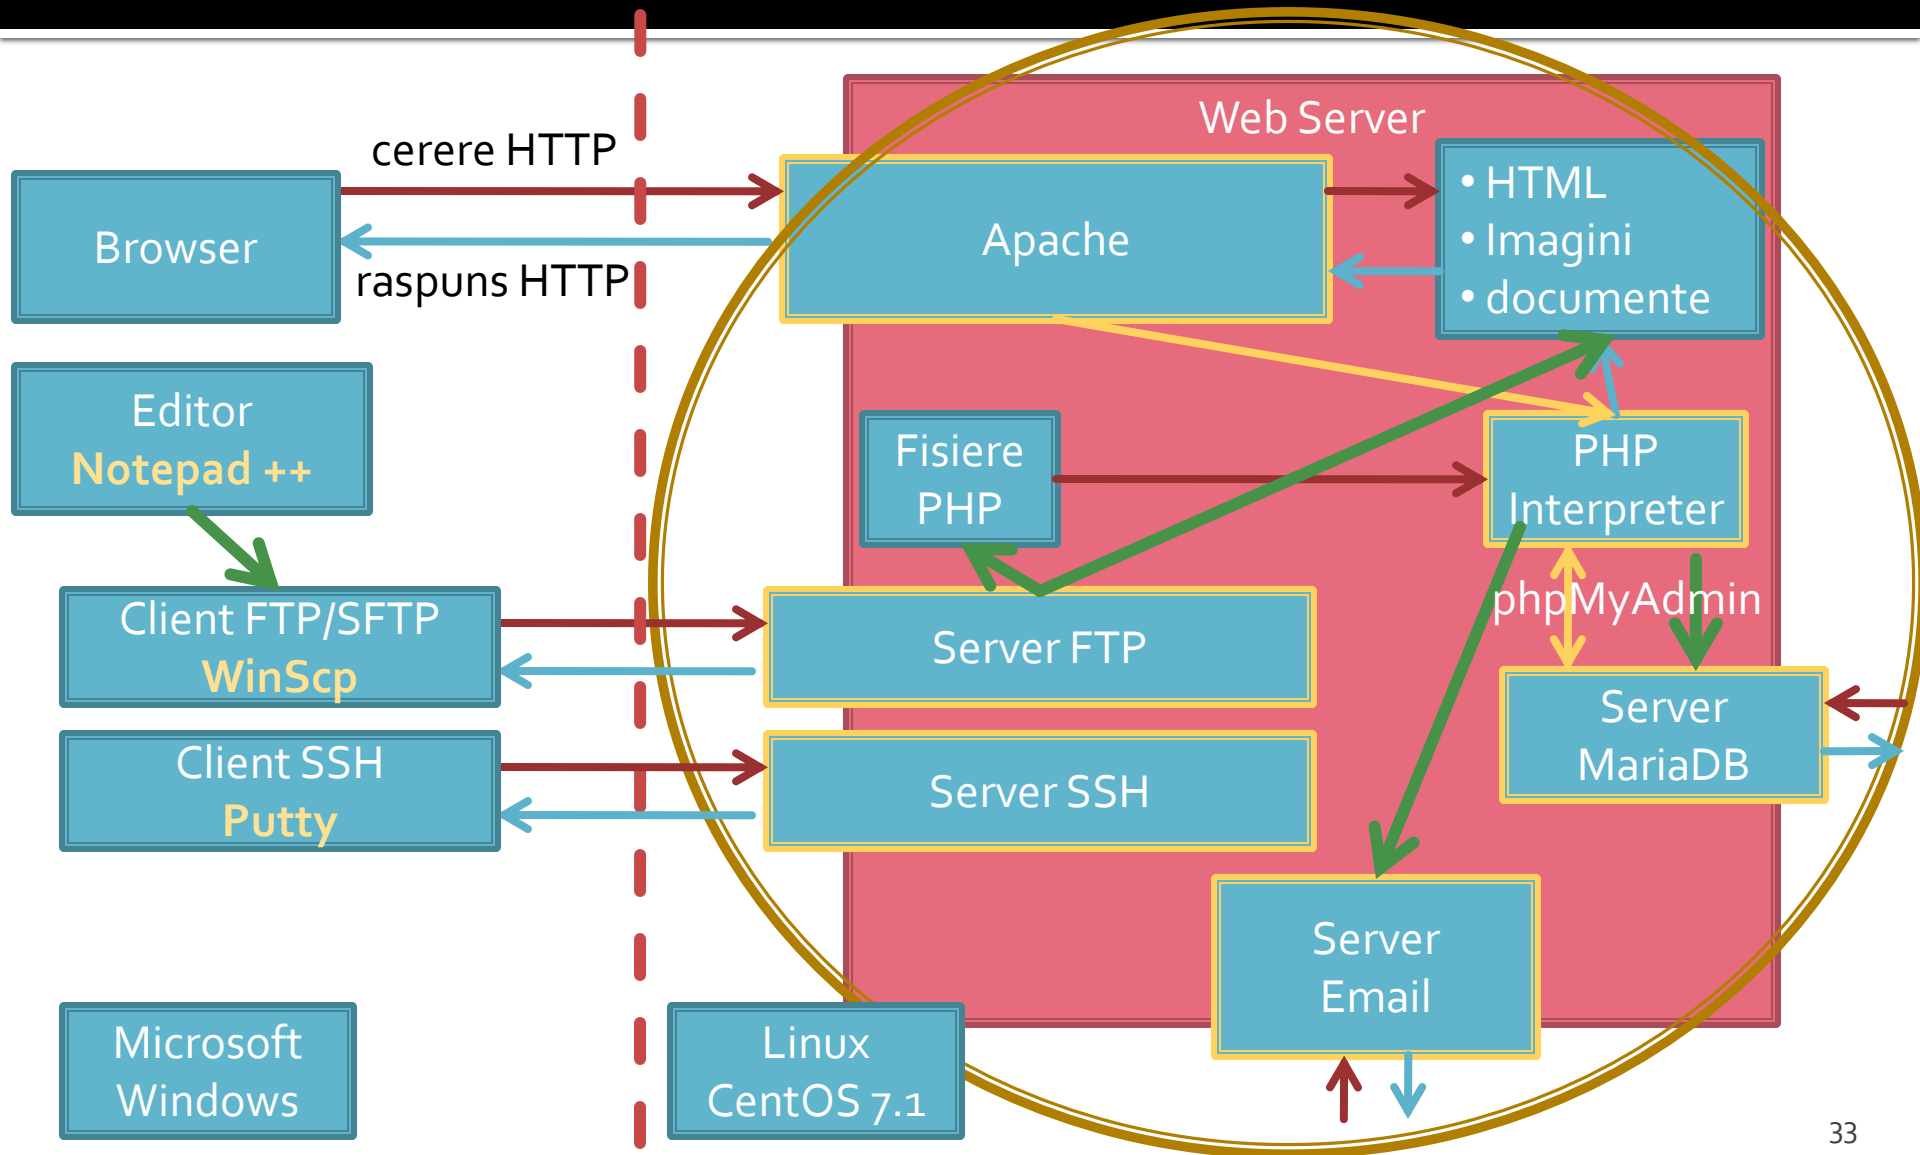 Web Server
cerere HTTP
Browser
raspuns HTTP
Apache
• HTML
• Imagini
• documente
Editor
Notepad ++
Fisiere
PHP
PHP
Interpreter
phpMyAdmin
Client FTP/SFTP
WinScp
Server FTP
Server
MariaDB
Client SSH
Putty
Server SSH
Server
Email
Microsoft
Windows
Linux
CentOS 7.1
33